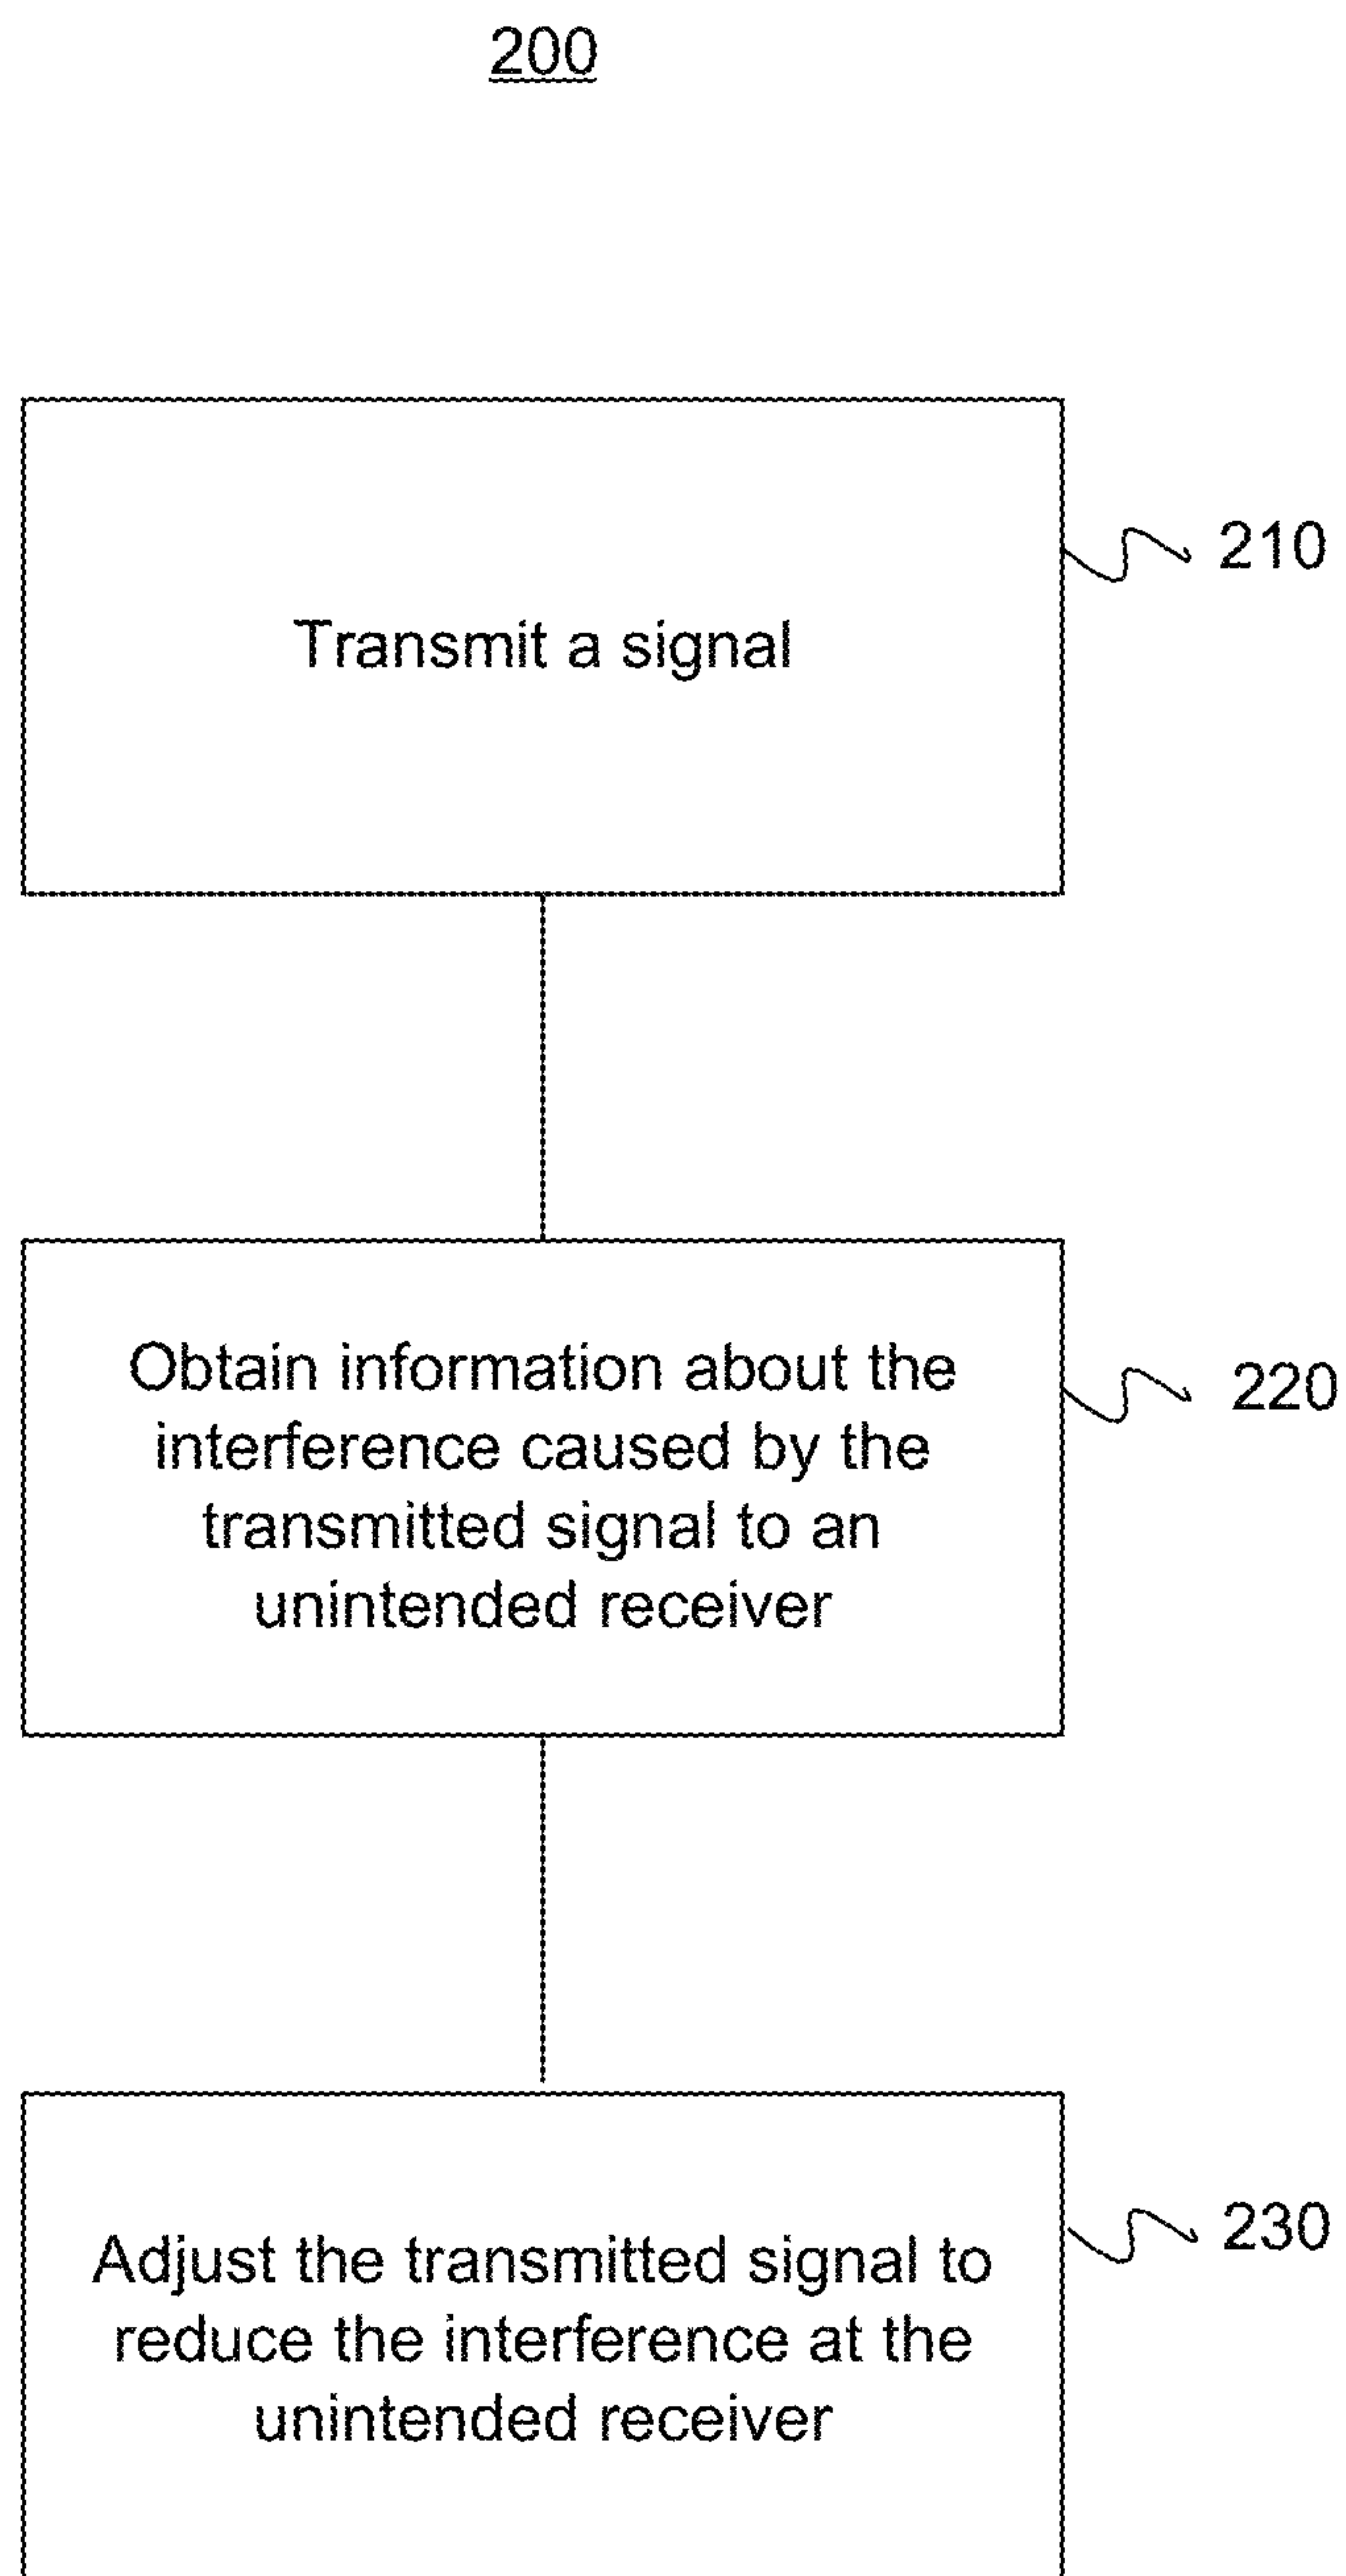 200
Transmit a signal
210
Obtain information about the
interference caused by the
transmitted signal to an
unintended receiver
220
Adjust the transmitted signal to
reduce the interference at the
unintended receiver
230